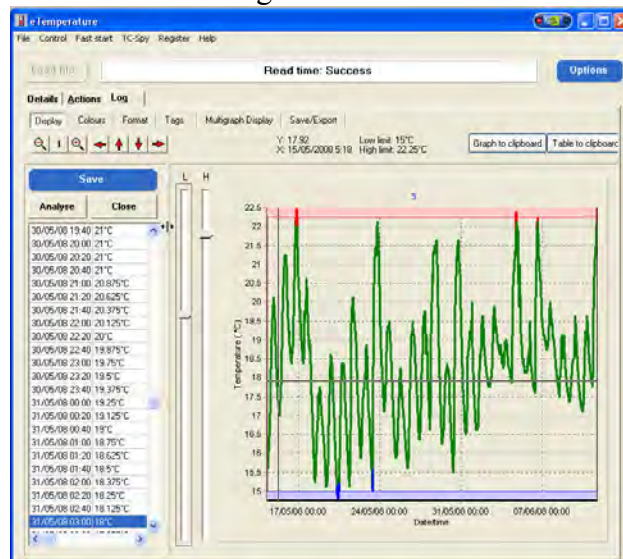 eTemperature
File Control Fast start TC-Spy Register Help
Read time: Success
Options
Details Actions Log
Display Colours Format Tags Multigraph Display Save/Export
Y: 17.92 Low limit: 15°C
X: 15/05/2008 5:18 High limit: 22.25°C
Graph to clipboard Table to clipboard
Save
Analyse Close
L H
30/05/08 19:40 21°C
30/05/08 20:00 21°C
30/05/08 20:20 21°C
30/05/08 20:40 21°C
30/05/08 21:00 20.875°C
30/05/08 21:20 20.625°C
30/05/08 21:40 20.375°C
30/05/08 22:00 20.125°C
30/05/08 22:20 20°C
30/05/08 22:40 19.875°C
30/05/08 23:00 19.75°C
30/05/08 23:20 19.5°C
30/05/08 23:40 19.375°C
31/05/08 00:00 19.25°C
31/05/08 00:20 19.125°C
31/05/08 00:40 19°C
31/05/08 01:00 18.75°C
31/05/08 01:20 18.625°C
31/05/08 01:40 18.5°C
31/05/08 02:00 18.375°C
31/05/08 02:20 18.25°C
31/05/08 02:40 18.125°C
31/05/08 03:00 18°C
5
22.5
22
21.5
21
20.5
20
19.5
19
18.5
18
17.5
17
16.5
16
15.5
15
Temperature (°C)
17/05/08 00:00 24/05/08 00:00 31/05/08 00:00 07/06/08 00:00
Date/time